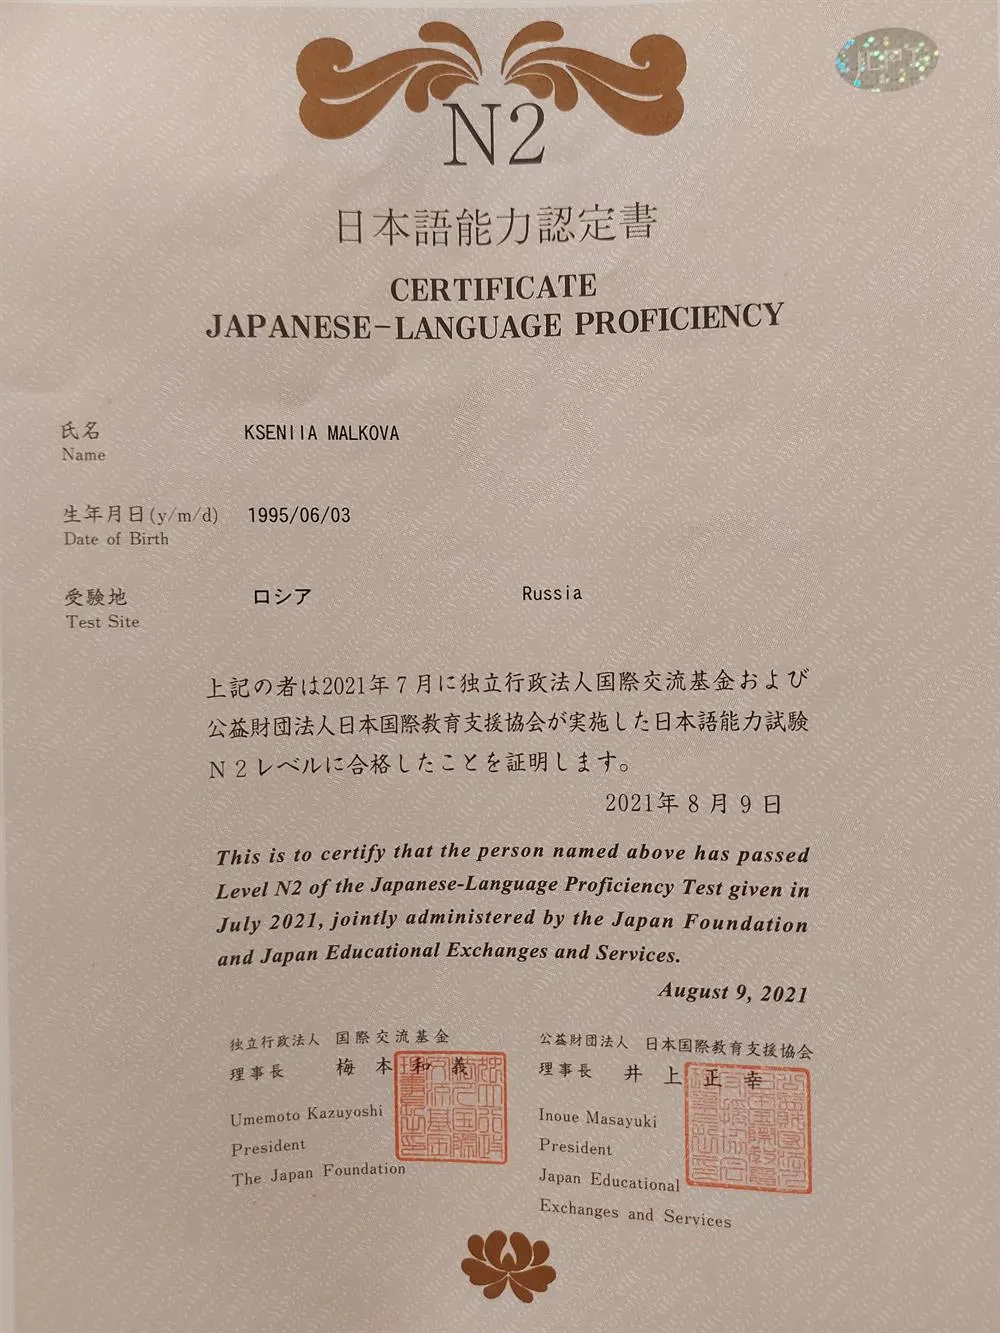 JLPT
N2
日本語能力認定書
CERTIFICATE
JAPANESE-LANGUAGE PROFICIENCY
氏名 KSENIIA MALKOVA
Name
生年月日(y/m/d) 1995/06/03
Date of Birth
受験地 ロシア Russia
Test Site
上記の者は2021年7月に独立行政法人国際交流基金および
公益財団法人日本国際教育支援協会が実施した日本語能力試験
N2レベルに合格したことを証明します。
2021年8月9日
This is to certify that the person named above has passed
Level N2 of the Japanese-Language Proficiency Test given in
July 2021, jointly administered by the Japan Foundation
and Japan Educational Exchanges and Services.
August 9, 2021
独立行政法人 国際交流基金
理事長 梅本和義
Umemoto Kazuyoshi
President
The Japan Foundation
公益財団法人 日本国際教育支援協会
理事長 井上正幸
Inoue Masayuki
President
Japan Educational
Exchanges and Services